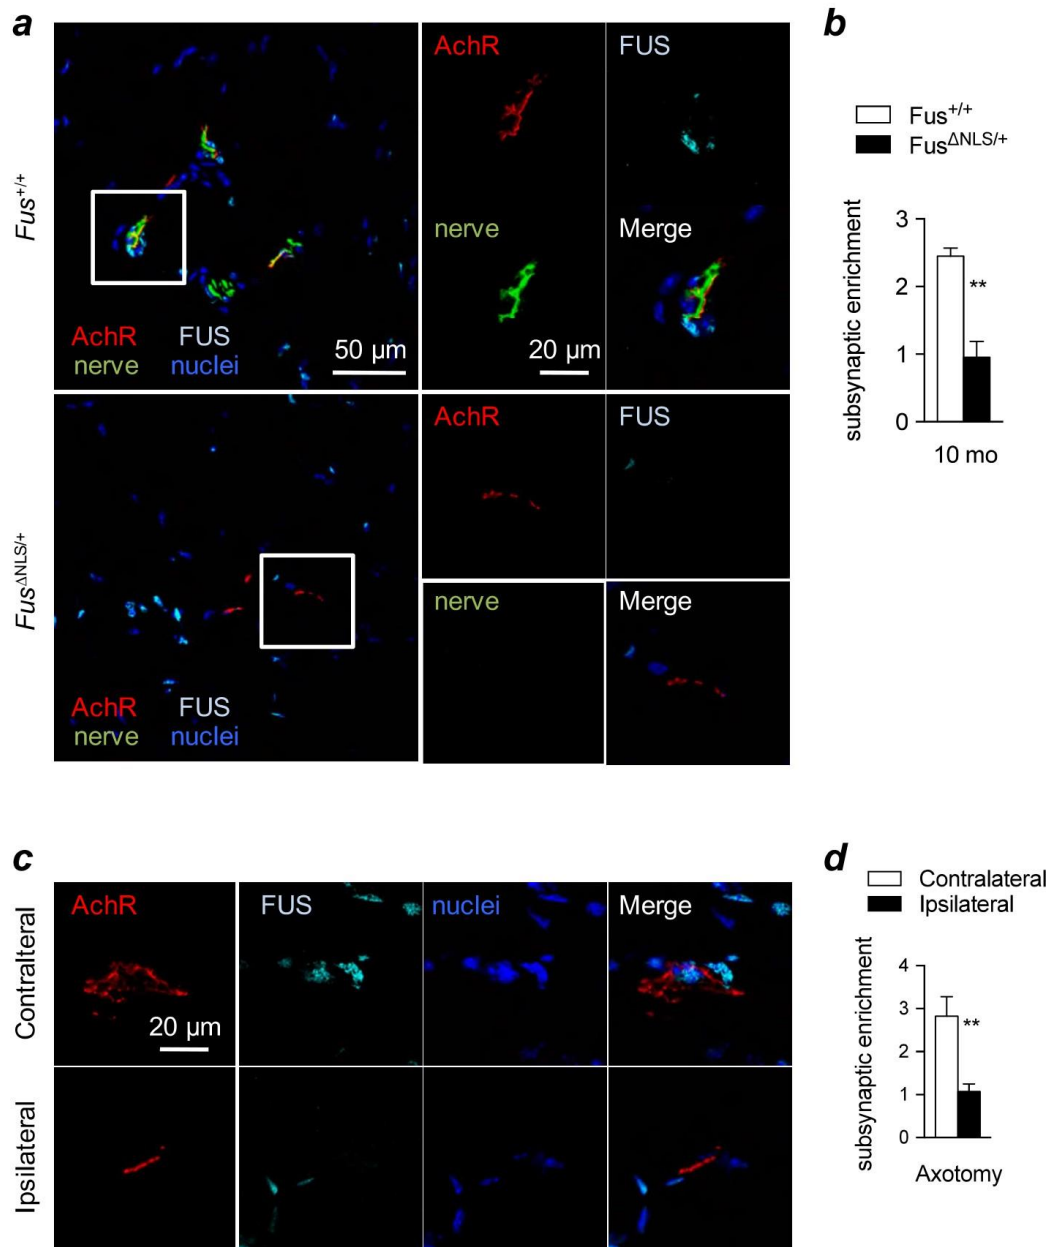 a
Fus+/+
AchR FUS
nerve nuclei
50 µm
AchR
FUS
nerve
Merge
20 µm
FusΔNLS/+
AchR FUS
nerve nuclei
AchR
FUS
nerve
Merge
b
Fus+/+
FusΔNLS/+
subsynaptic enrichment
3
2
1
0
**
10 mo
c
Contralteral
AchR
FUS
nuclei
Merge
20 µm
Ipsilateral
d
Contralateral
Ipsilateral
subsynaptic enrichment
4
3
2
1
0
**
Axotomy